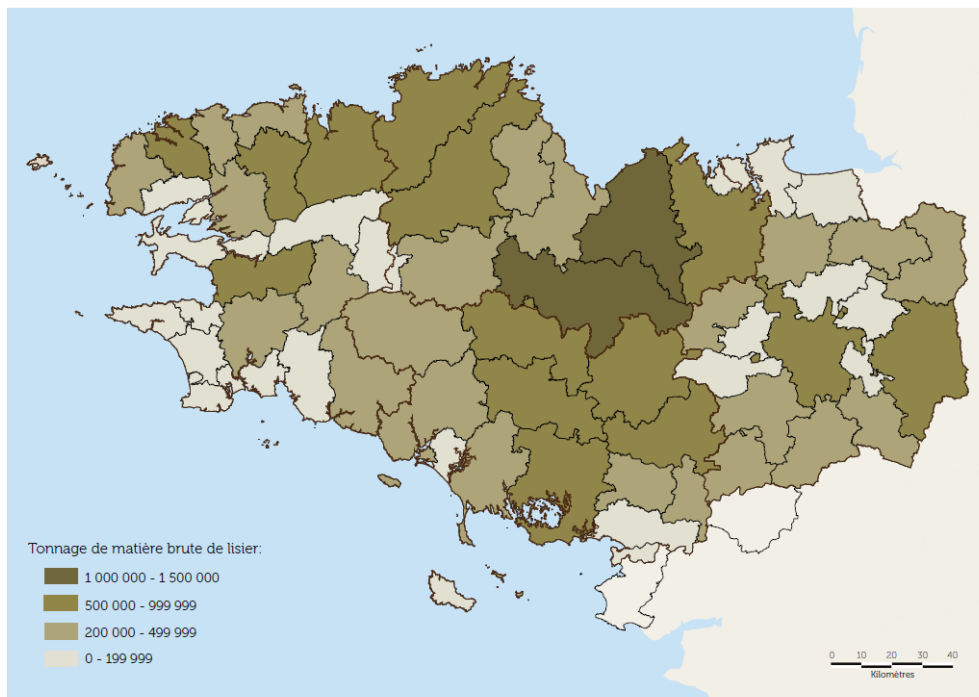 Tonnage de matière brute de lisier:
1 000 000 - 1 500 000
500 000 - 999 999
200 000 - 499 999
0 - 199 999
0 10 20 30 40
Kilomètres